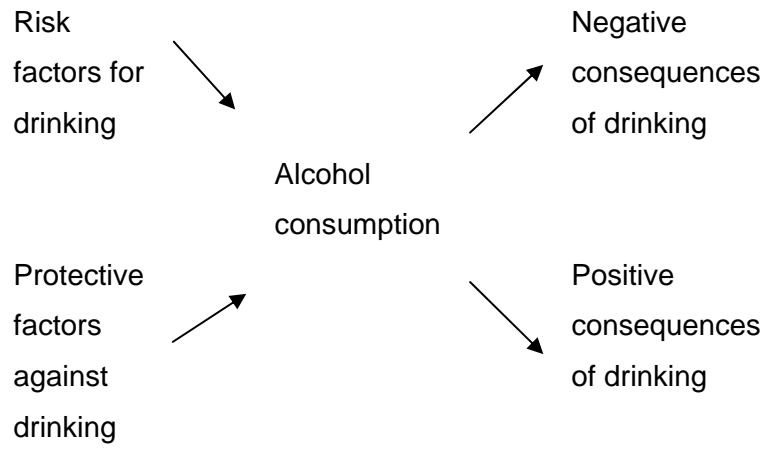 Risk
factors for
drinking
Negative
consequences
of drinking
Alcohol
consumption
Protective
factors
against
drinking
Positive
consequences
of drinking